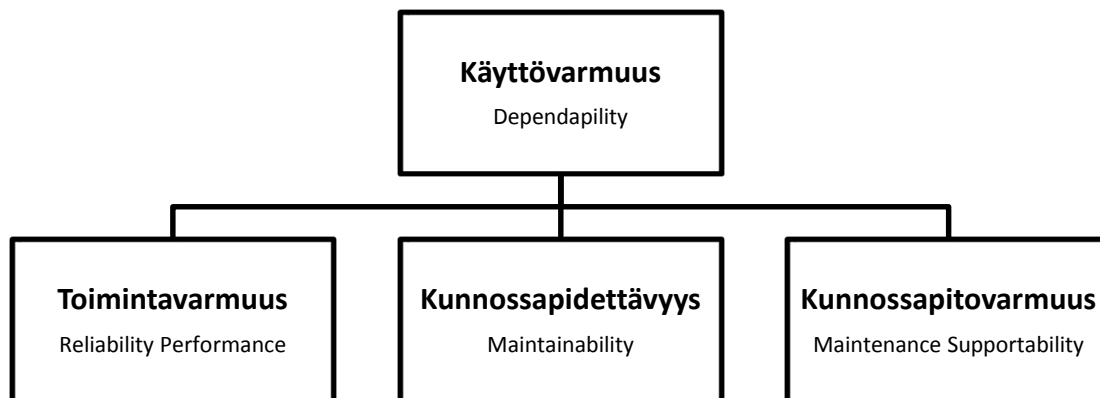 Käyttövarmuus
Dependapility
Toimintavarmuus
Reliability Performance
Kunnossapidettävyys
Maintainability
Kunnossapitovarmuus
Maintenance Supportability